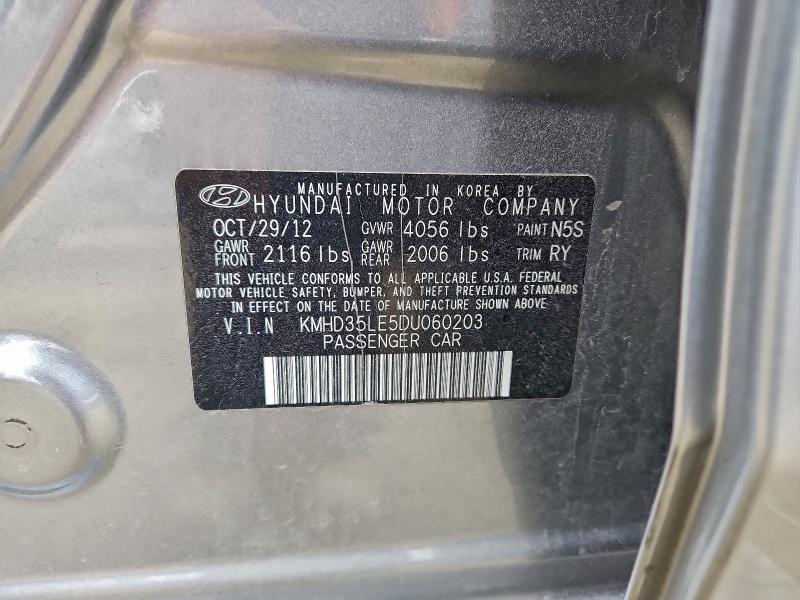 MANUFACTURED IN KOREA BY
HYUNDAI MOTOR COMPANY
OCT/29/12 GVWR 4056 lbs PAINT N5S
GAWR FRONT 2116 lbs GAWR REAR 2006 lbs TRIM RY
THIS VEHICLE CONFORMS TO ALL APPLICABLE U.S.A. FEDERAL
MOTOR VEHICLE SAFETY, BUMPER, AND THEFT PREVENTION STANDARDS
IN EFFECT ON THE DATE OF MANUFACTURE SHOWN ABOVE.
V.I.N KMHD35LE5DU060203
PASSENGER CAR